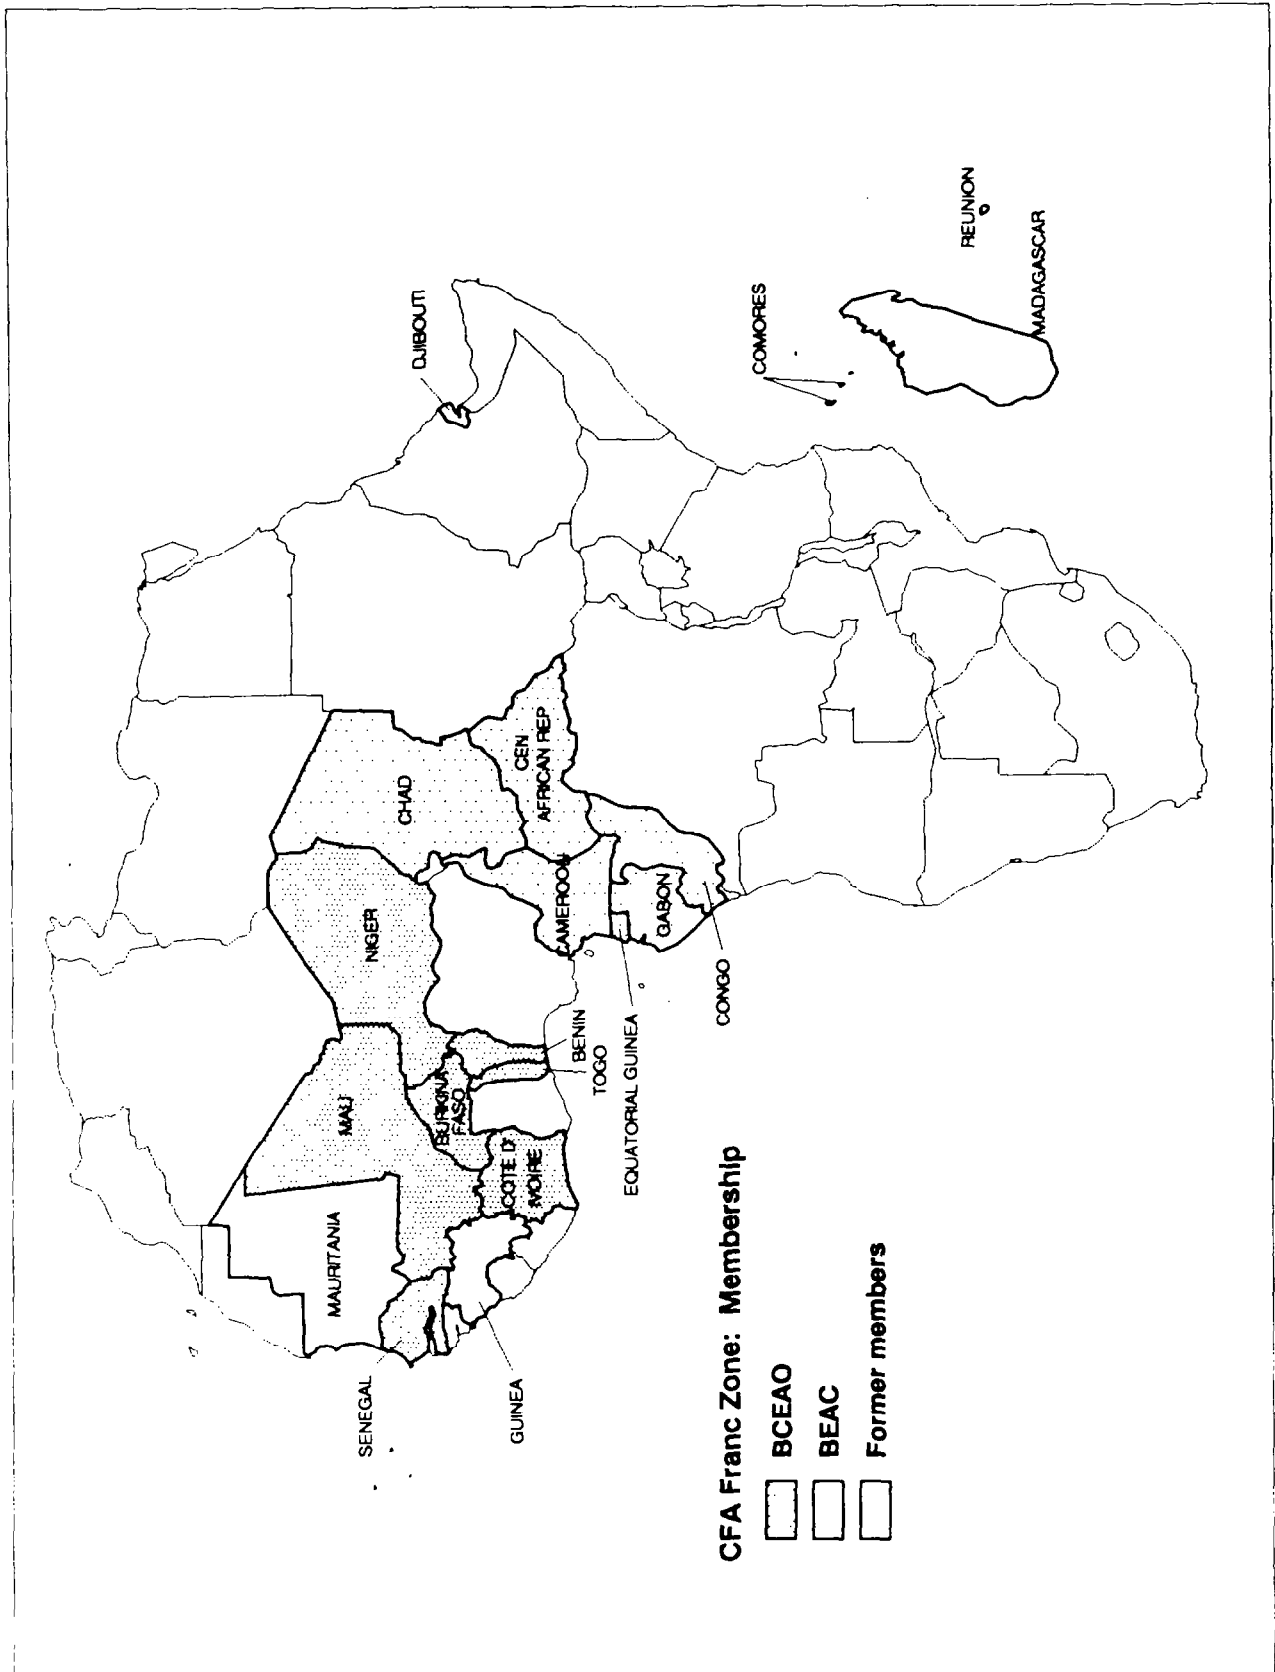 CFA Franc Zone: Membership
BCEAO
BEAC
Former members
SENEGAL
GUINEA
MAURITANIA
MALI
BURKINA
FASO
COTE D'
TOGO
BENIN
NIGER
CHAD
CEN
AFRICAN REP
CAMEROON
EQUATORIAL GUINEA
GABON
CONGO
DJIBOUTI
COMORES
REUNION
MADAGASCAR